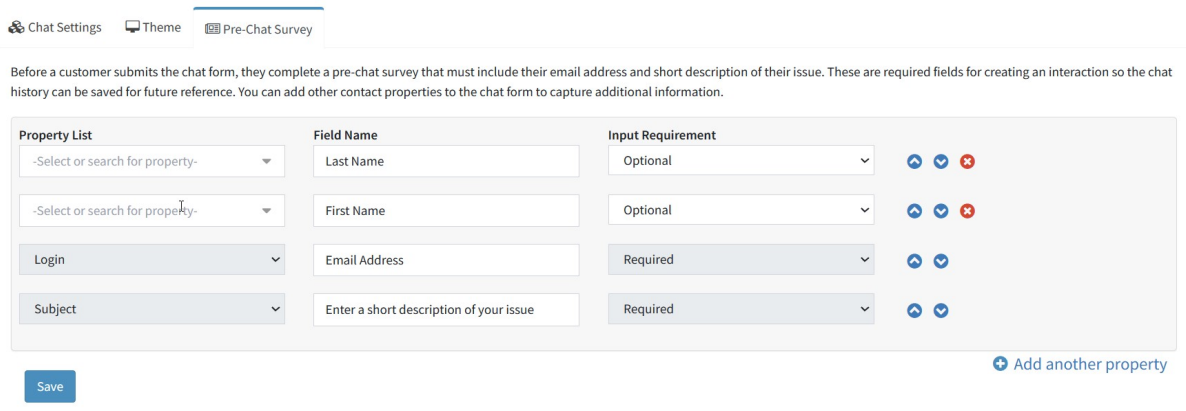 Chat Settings Theme Pre-Chat Survey
Before a customer submits the chat form, they complete a pre-chat survey that must include their email address and short description of their issue. These are required fields for creating an interaction so the chat
history can be saved for future reference. You can add other contact properties to the chat form to capture additional information.
Property List Field Name Input Requirement
-Select or search for property- Last Name Optional
-Select or search for property- First Name Optional
Login Email Address Required
Subject Enter a short description of your issue Required
Add another property
Save